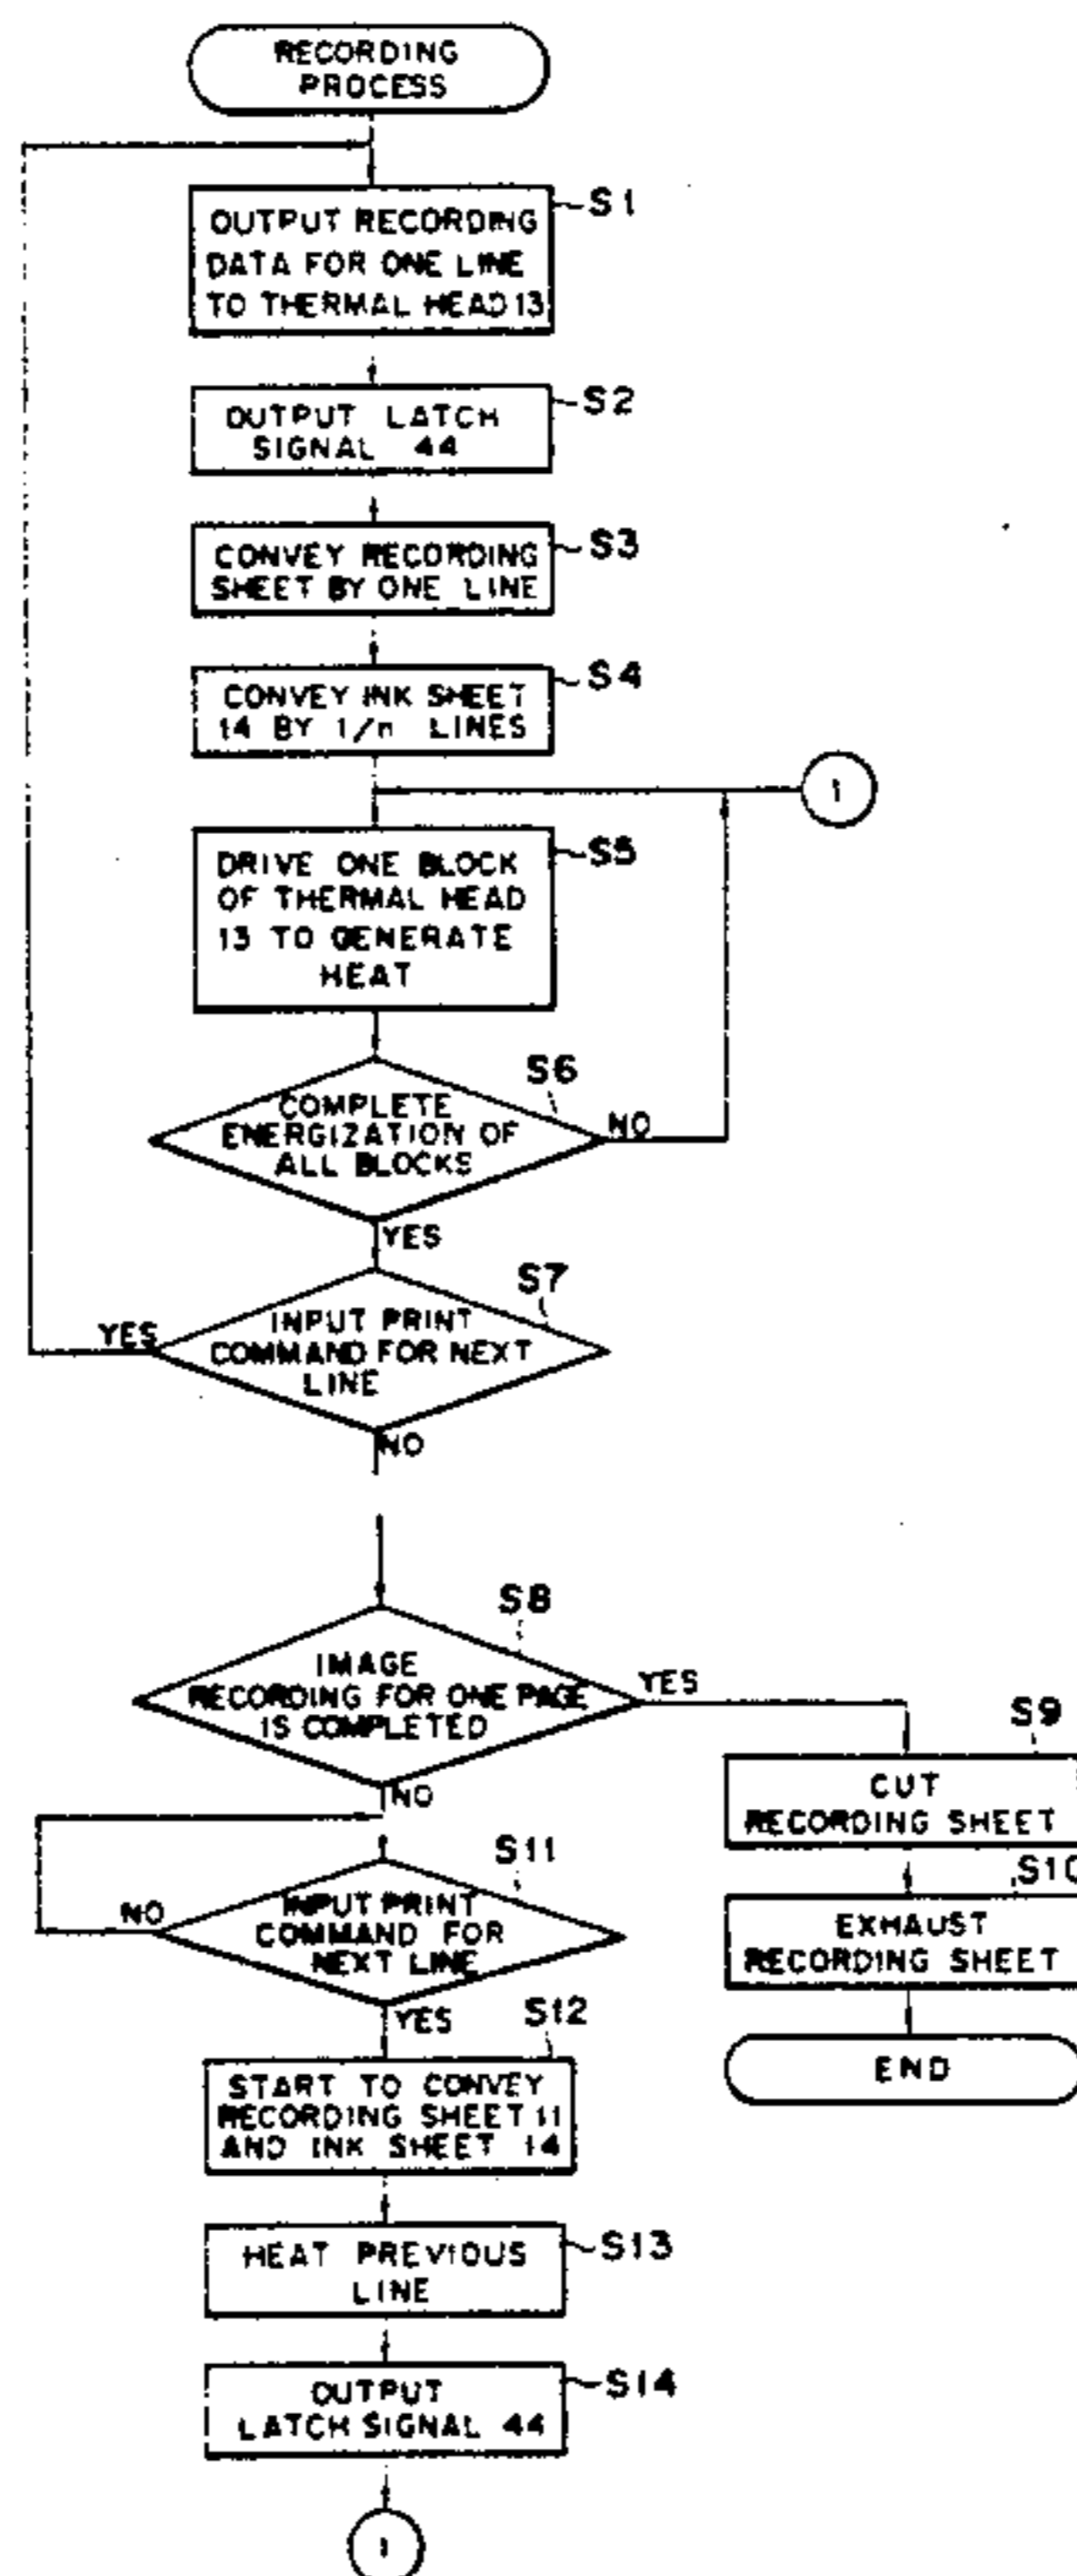 RECORDING
PROCESS
S1
OUTPUT RECORDING
DATA FOR ONE LINE
TO THERMAL HEAD 13
S2
OUTPUT LATCH
SIGNAL 44
S3
CONVEY RECORDING
SHEET BY ONE LINE
S4
CONVEY INK SHEET
14 BY 1/n LINES
1
S5
DRIVE ONE BLOCK
OF THERMAL HEAD
13 TO GENERATE
HEAT
S6
COMPLETE
ENERGIZATION OF
ALL BLOCKS
NO
YES
S7
INPUT PRINT
COMMAND FOR NEXT
LINE
YES
NO
S8
IMAGE
RECORDING FOR ONE PAGE
IS COMPLETED
YES
NO
S9
CUT
RECORDING SHEET
S10
EXHAUST
RECORDING SHEET
END
S11
INPUT PRINT
COMMAND FOR
NEXT LINE
NO
YES
S12
START TO CONVEY
RECORDING SHEET 11
AND INK SHEET 14
S13
HEAT PREVIOUS
LINE
S14
OUTPUT
LATCH SIGNAL 44
1